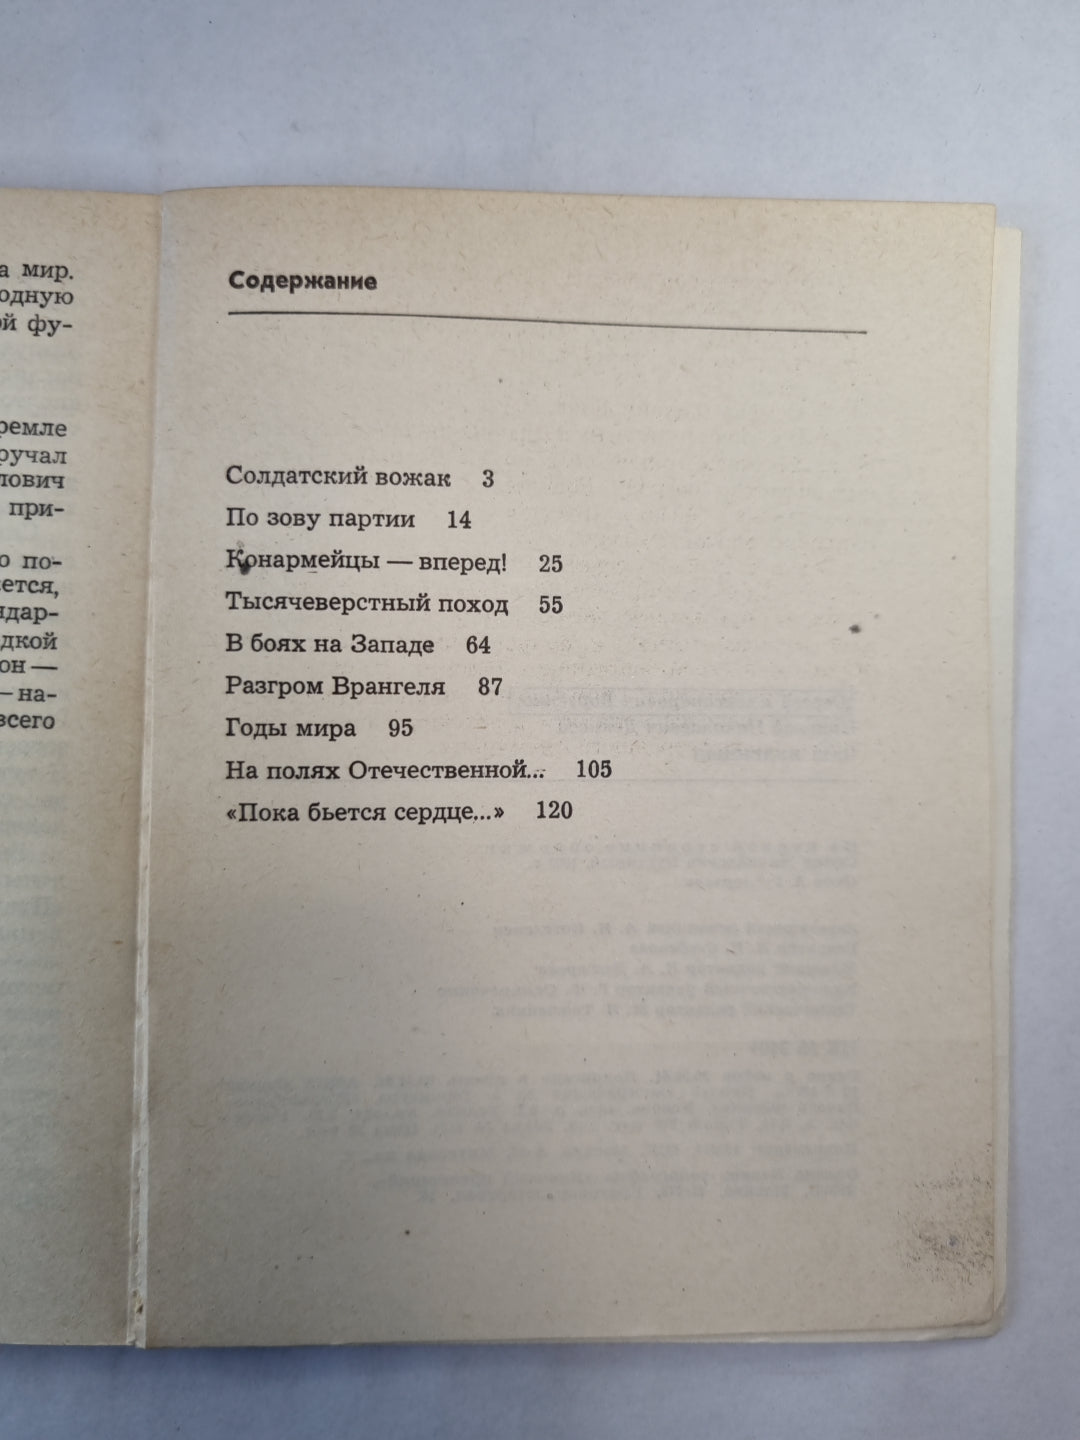 а мир.
одную
ой фу-
ремле
ручал
лович
при-
о по-
ется,
ндар-
дкой
он —
— на-
всего
Содержание
Солдатский вожак 3
По зову партии 14
Конармейцы — вперед! 25
Тысячеверстный поход 55
В боях на Западе 64
Разгром Врангеля 87
Годы мира 95
На полях Отечественной... 105
«Пока бьется сердце...» 120